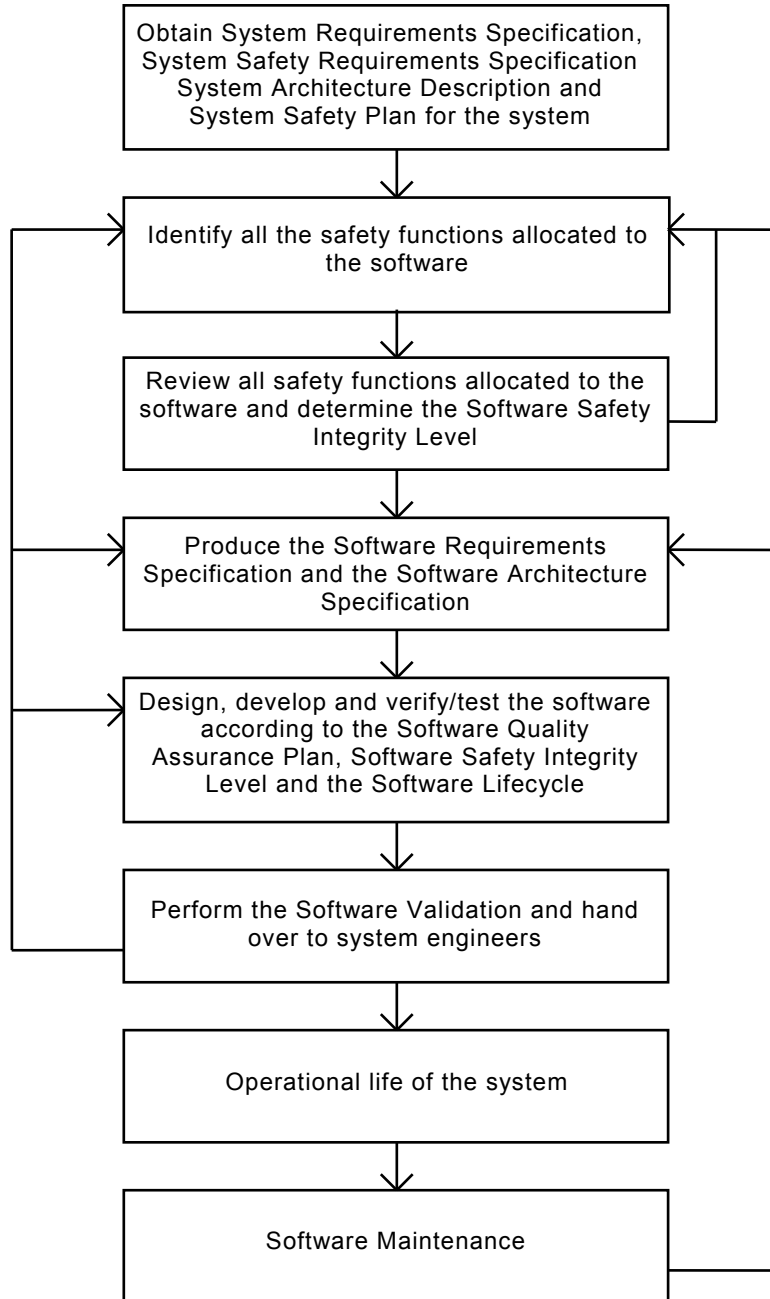 Obtain System Requirements Specification,
System Safety Requirements Specification
System Architecture Description and
System Safety Plan for the system
Identify all the safety functions allocated to
the software
Review all safety functions allocated to the
software and determine the Software Safety
Integrity Level
Produce the Software Requirements
Specification and the Software Architecture
Specification
Design, develop and verify/test the software
according to the Software Quality
Assurance Plan, Software Safety Integrity
Level and the Software Lifecycle
Perform the Software Validation and hand
over to system engineers
Operational life of the system
Software Maintenance